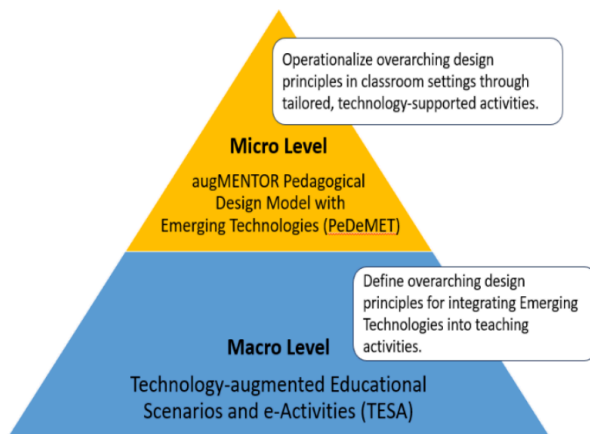 Operationalize overarching design
principles in classroom settings through
tailored, technology-supported activities.
Micro Level
augMENTOR Pedagogical
Design Model with
Emerging Technologies (PeDeMET)
Define overarching design
principles for integrating Emerging
Technologies into teaching
activities.
Macro Level
Technology-augmented Educational
Scenarios and e-Activities (TESA)